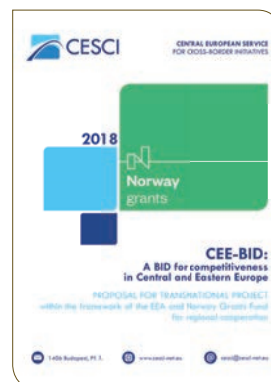 CESCI
CENTRAL EUROPEAN SERVICE
FOR CROSS-BORDER INITIATIVES
2018
Norway
grants
CEE-BID:
A BID for competitiveness
in Central and Eastern Europe
PROPOSAL FOR TRANSNATIONAL PROJECT
within the framework of the EEA and Norway Grants Fund
for regional cooperation
1406 Budapest, Pf. 5.
www.cesci-net.eu
cesci@cesci-net.eu